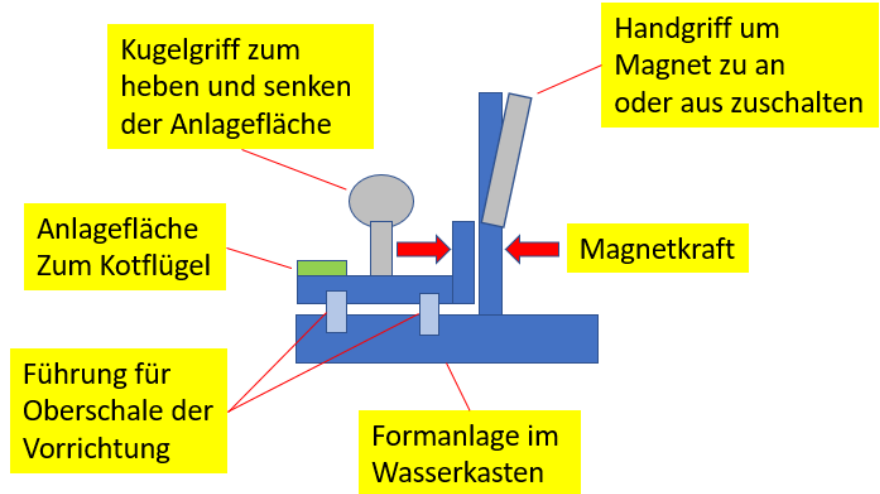 Kugelgriff zum
heben und senken
der Anlagefläche
Handgriff um
Magnet zu an
oder aus zuschalten
Anlagefläche
Zum Kotflügel
Magnetkraft
Führung für
Oberschale der
Vorrichtung
Formanlage im
Wasserkasten